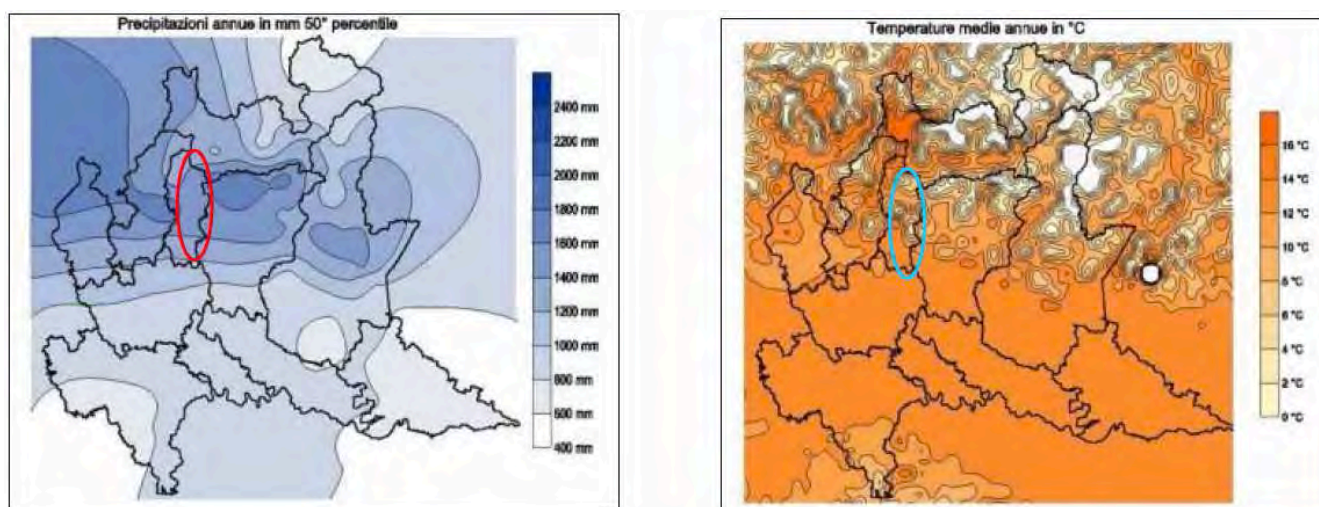 Precipitazioni annue in mm 50° percentile
2400 mm
2200 mm
2000 mm
1800 mm
1600 mm
1400 mm
1200 mm
1000 mm
800 mm
600 mm
400 mm
Temperature medie annue in °C
16 °C
14 °C
12 °C
10 °C
8 °C
6 °C
4 °C
2 °C
0 °C